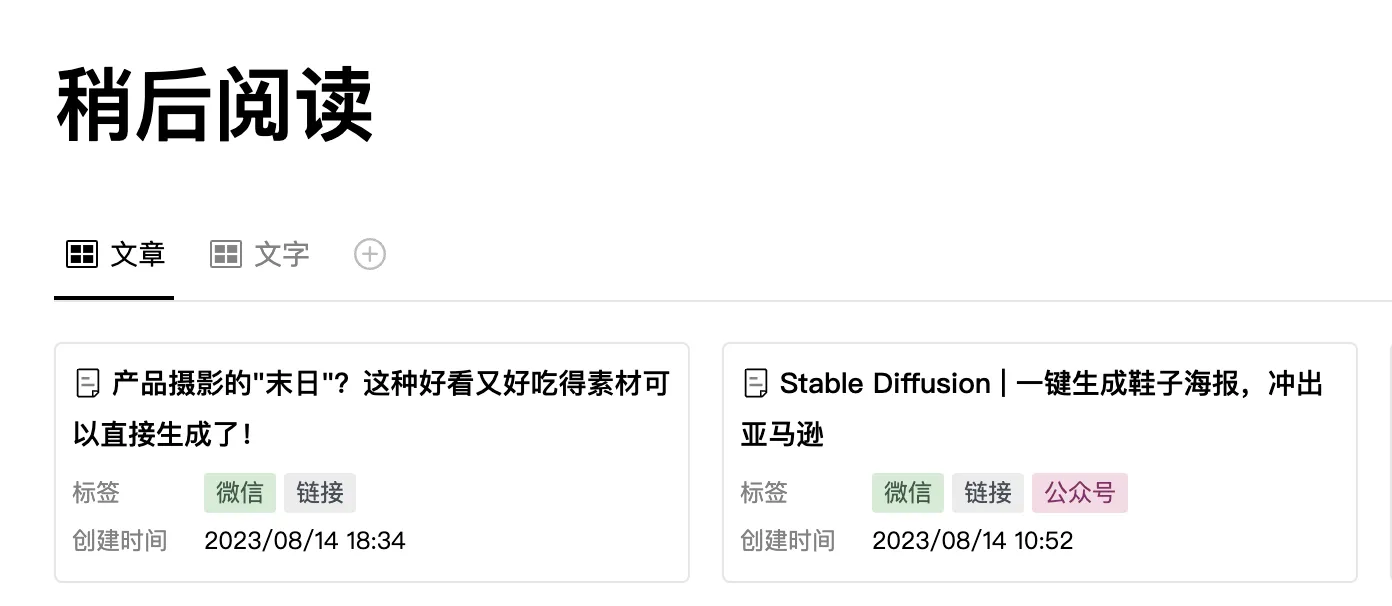 稍后阅读
文章 文字
产品摄影的"末日"？这种好看又好吃得素材可
以直接生成了！
标签 微信 链接
创建时间 2023/08/14 18:34
Stable Diffusion | 一键生成鞋子海报，冲出
亚马逊
标签 微信 链接 公众号
创建时间 2023/08/14 10:52